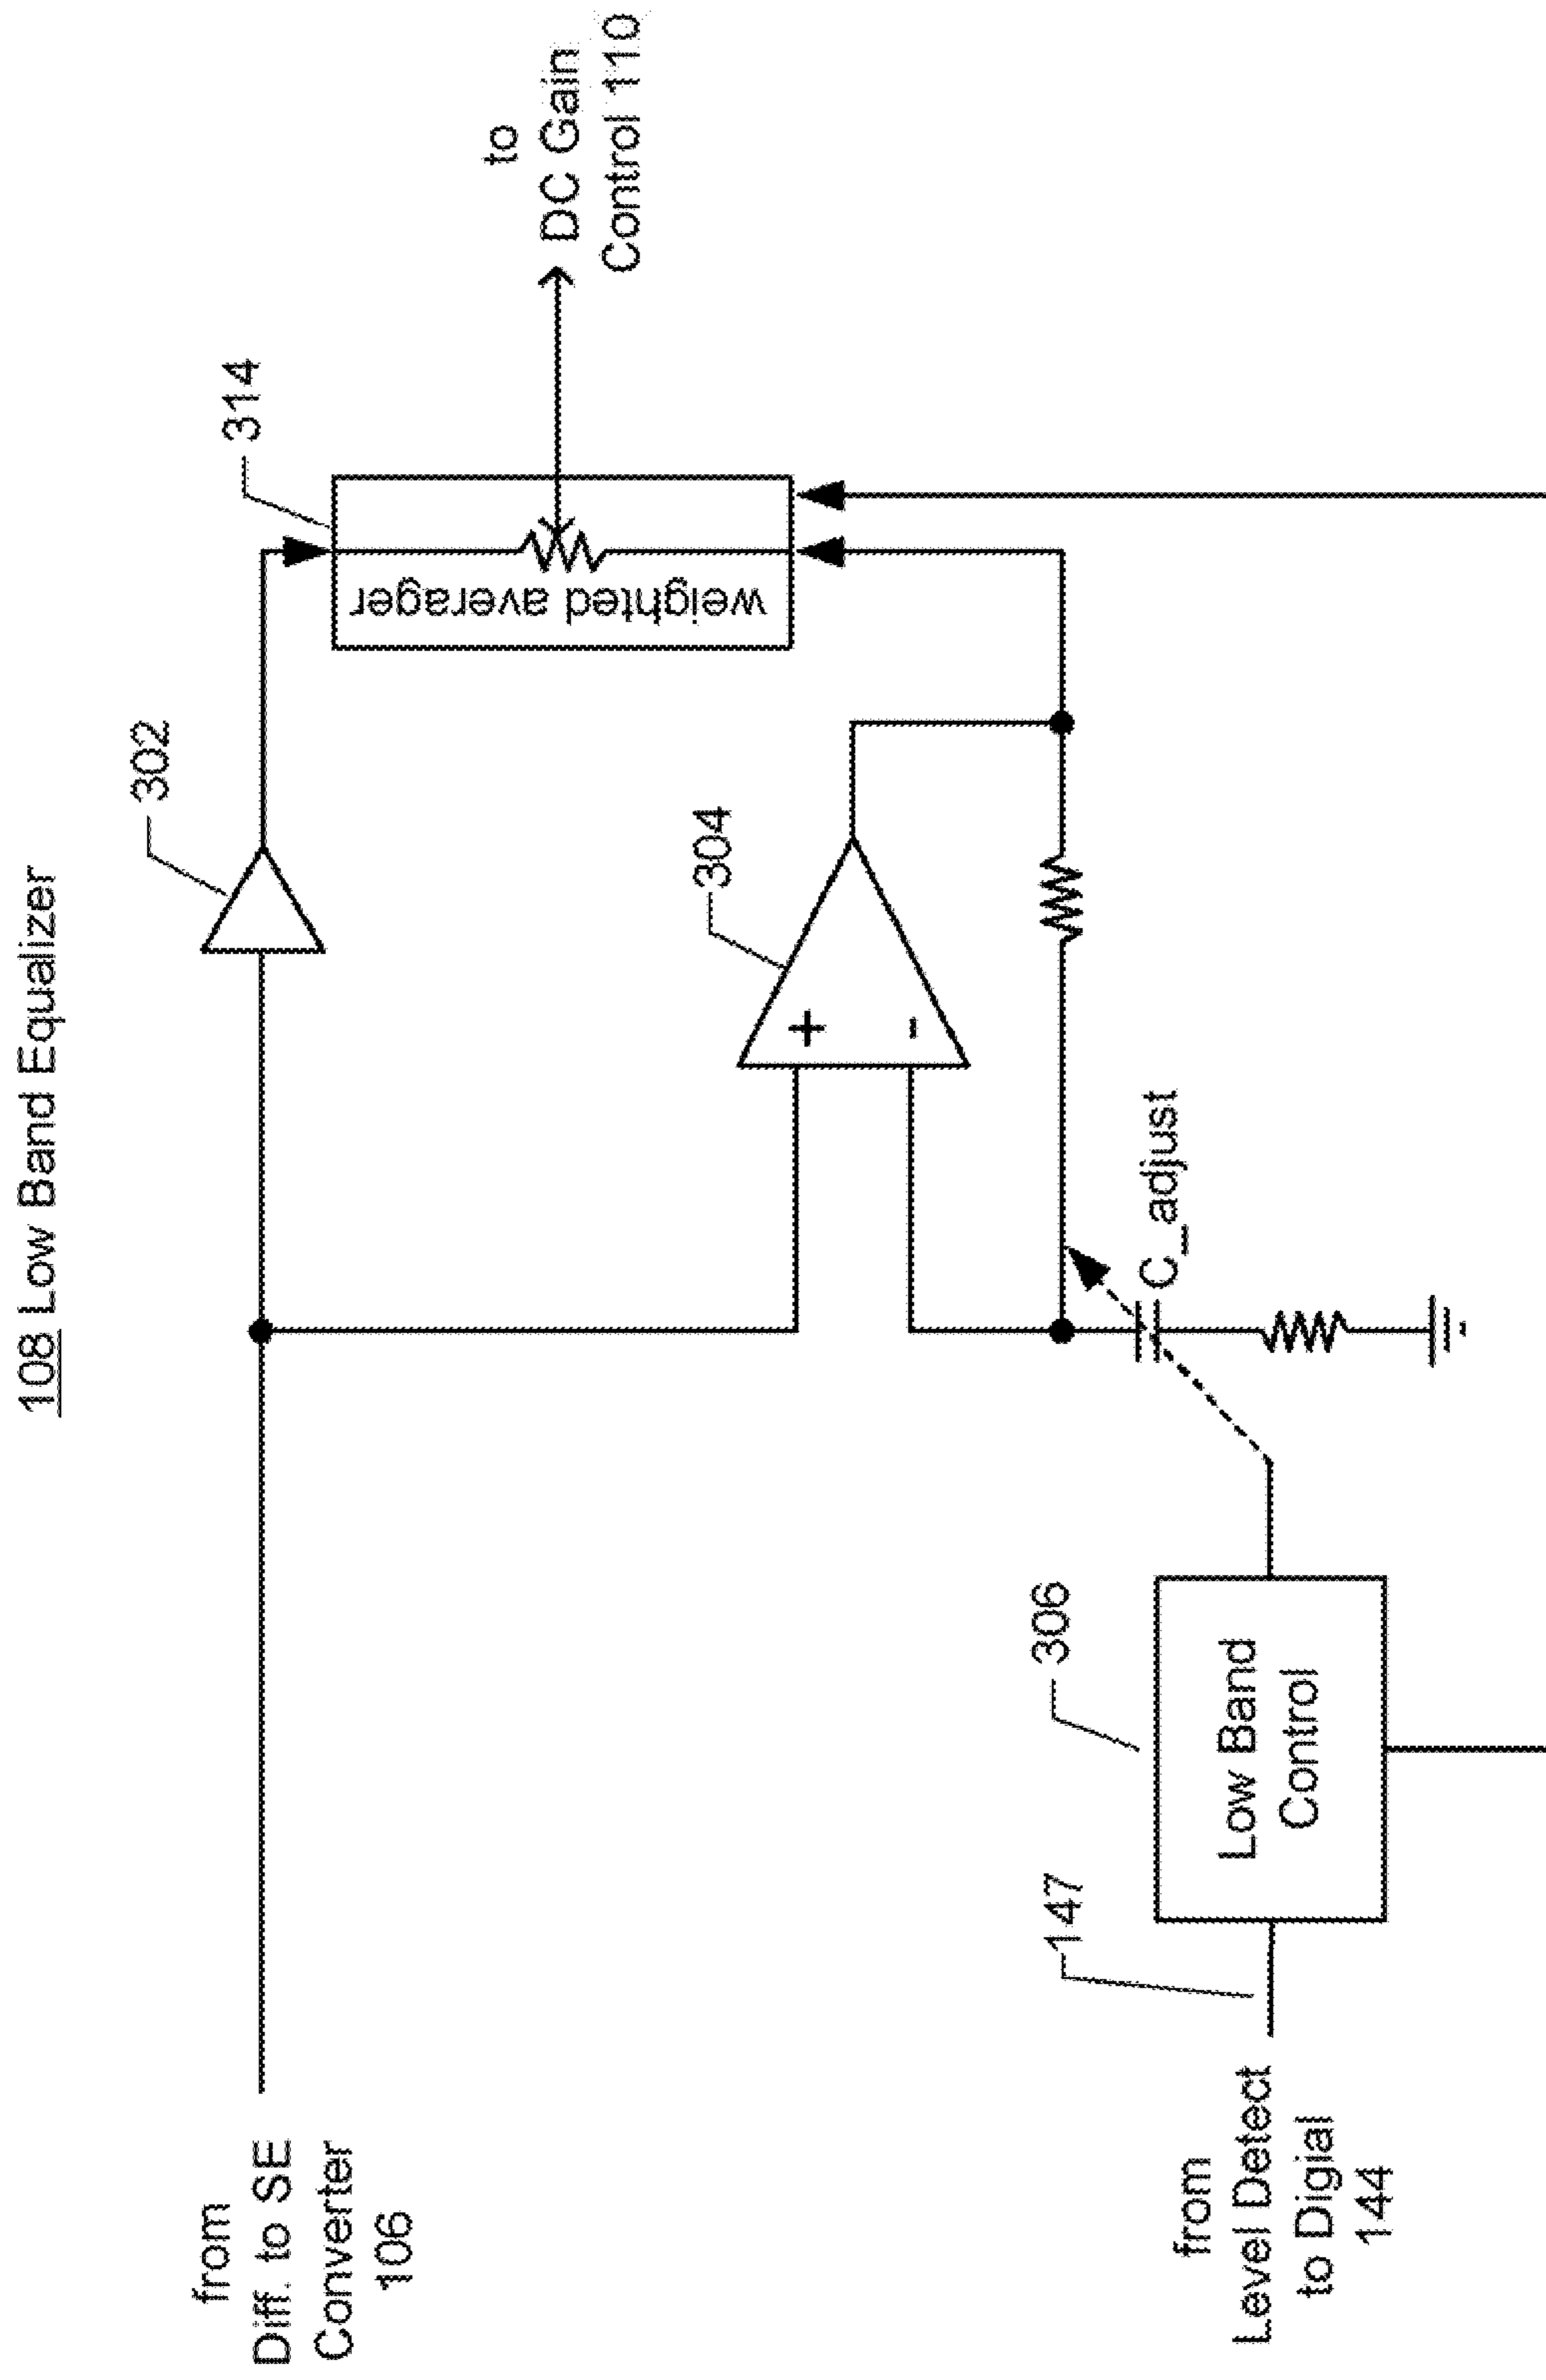 108 Low Band Equalizer
from
Diff. to SE
Converter
106
302
314
weighted averager
to
DC Gain
Control 110
304
+
-
C_adjust
306
Low Band
Control
147
from
Level Detect
to Digial
144